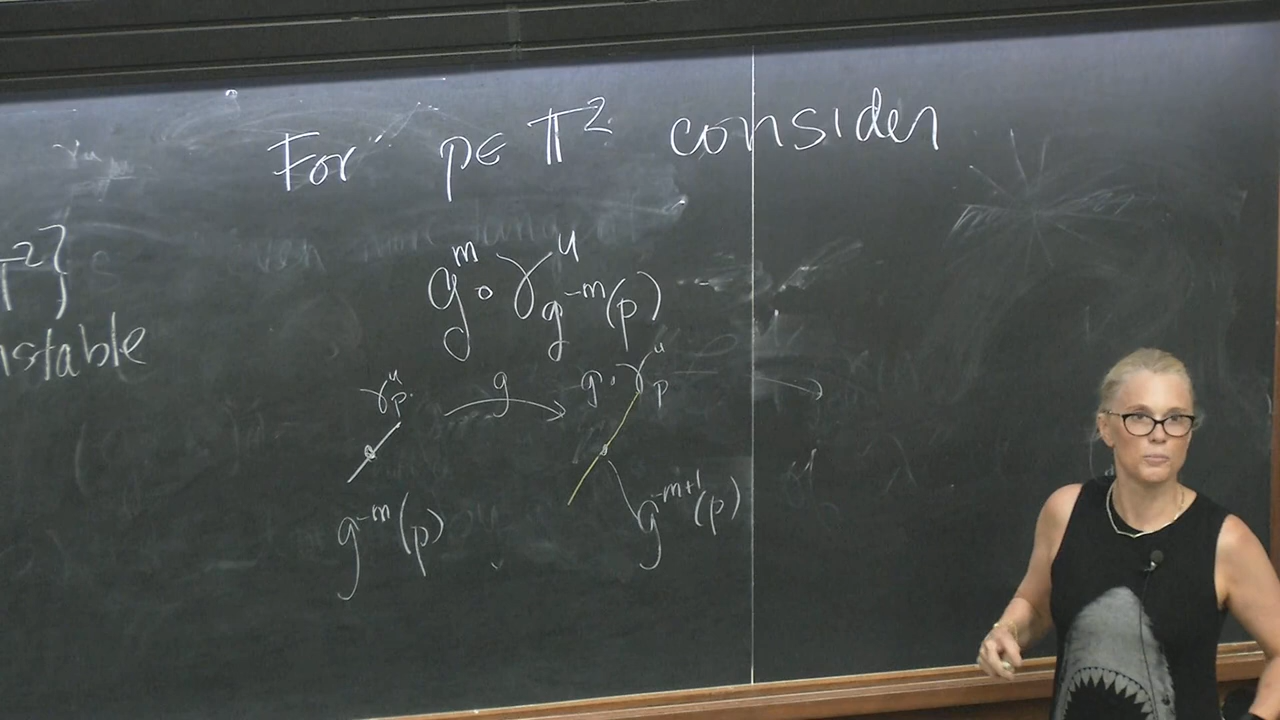 For p ∈ 𝕋² consider
T²}
nstable
g^m ∘ γ^u_{g^{-m}(p)}
γ^u_p g g ∘ γ^u_p
g^{-m}(p) g^{-m+1}(p)